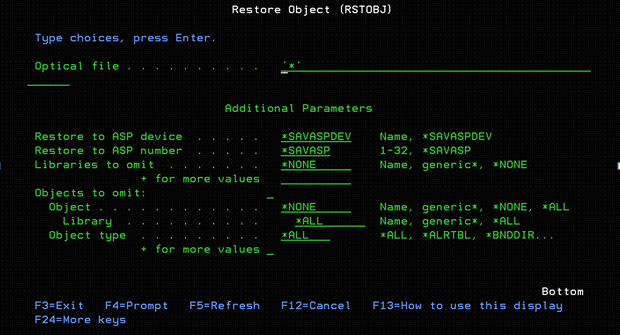 Restore Object (RSTOBJ)
Type choices, press Enter.
Optical file . . . . . . . . . . '*'
Additional Parameters
Restore to ASP device . . . . . *SAVASPDEV Name, *SAVASPDEV
Restore to ASP number . . . . . *SAVASP 1-32, *SAVASP
Libraries to omit . . . . . . . *NONE Name, generic*, *NONE
+ for more values
Objects to omit:
Object . . . . . . . . . . . . *NONE Name, generic*, *NONE, *ALL
Library . . . . . . . . . . *ALL Name, generic*, *ALL
Object type . . . . . . . . . *ALL *ALL, *ALRTBL, *BNDDIR...
+ for more values
Bottom
F3=Exit F4=Prompt F5=Refresh F12=Cancel F13=How to use this display
F24=More keys